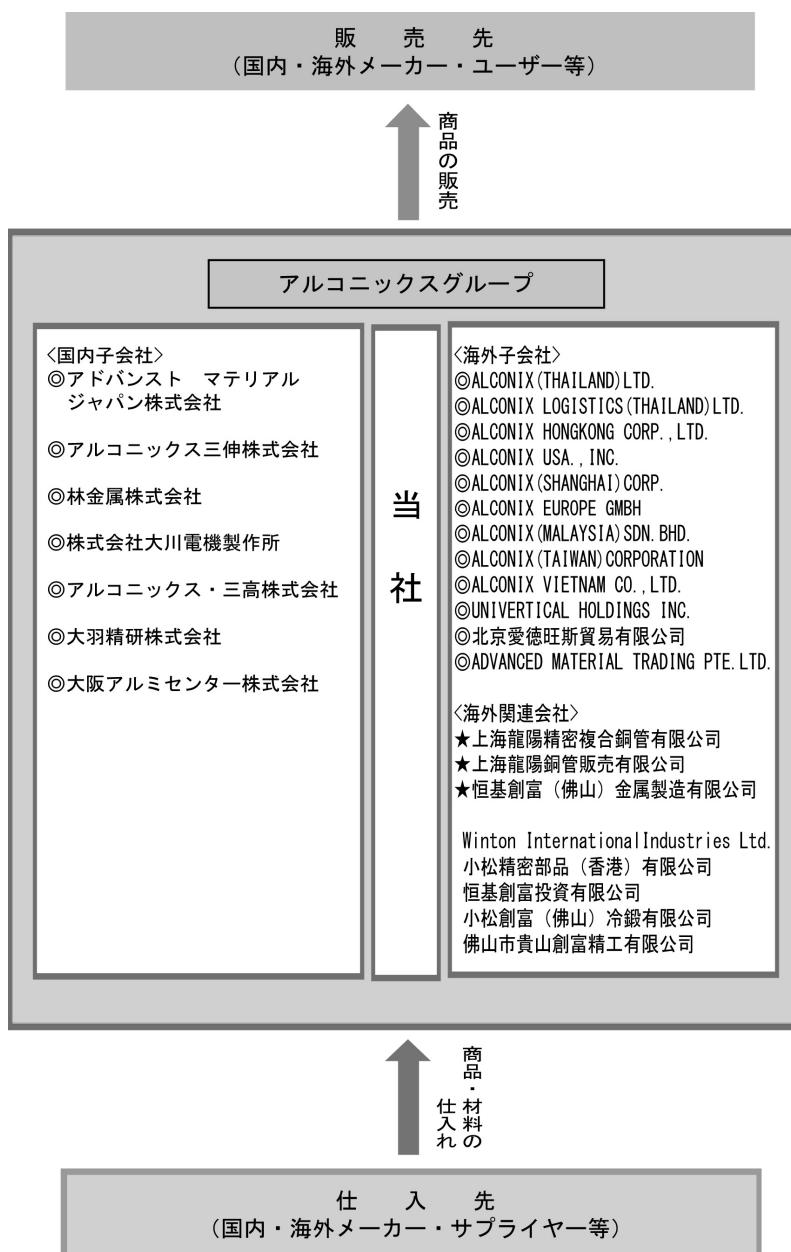 販 売 先
（国内・海外メーカー・ユーザー等）
商品の販売
アルコニックスグループ
〈国内子会社〉
◎アドバンスト マテリアル
ジャパン株式会社
◎アルコニックス三伸株式会社
◎林金属株式会社
◎株式会社大川電機製作所
◎アルコニックス・三高株式会社
◎大羽精研株式会社
◎大阪アルミセンター株式会社
当社
〈海外子会社〉
◎ALCONIX(THAILAND)LTD.
◎ALCONIX LOGISTICS(THAILAND)LTD.
◎ALCONIX HONGKONG CORP.,LTD.
◎ALCONIX USA.,INC.
◎ALCONIX(SHANGHAI)CORP.
◎ALCONIX EUROPE GMBH
◎ALCONIX(MALAYSIA)SDN.BHD.
◎ALCONIX(TAIWAN)CORPORATION
◎ALCONIX VIETNAM CO.,LTD.
◎UNIVERTICAL HOLDINGS INC.
◎北京愛徳旺斯貿易有限公司
◎ADVANCED MATERIAL TRADING PTE.LTD.
〈海外関連会社〉
★上海龍陽精密複合銅管有限公司
★上海龍陽銅管販売有限公司
★恒基創富（佛山）金属製造有限公司
Winton InternationalIndustries Ltd.
小松精密部品（香港）有限公司
恒基創富投資有限公司
小松創富（佛山）冷鍛有限公司
佛山市貴山創富精工有限公司
商品・材料の
仕入れ
仕 入 先
（国内・海外メーカー・サプライヤー等）